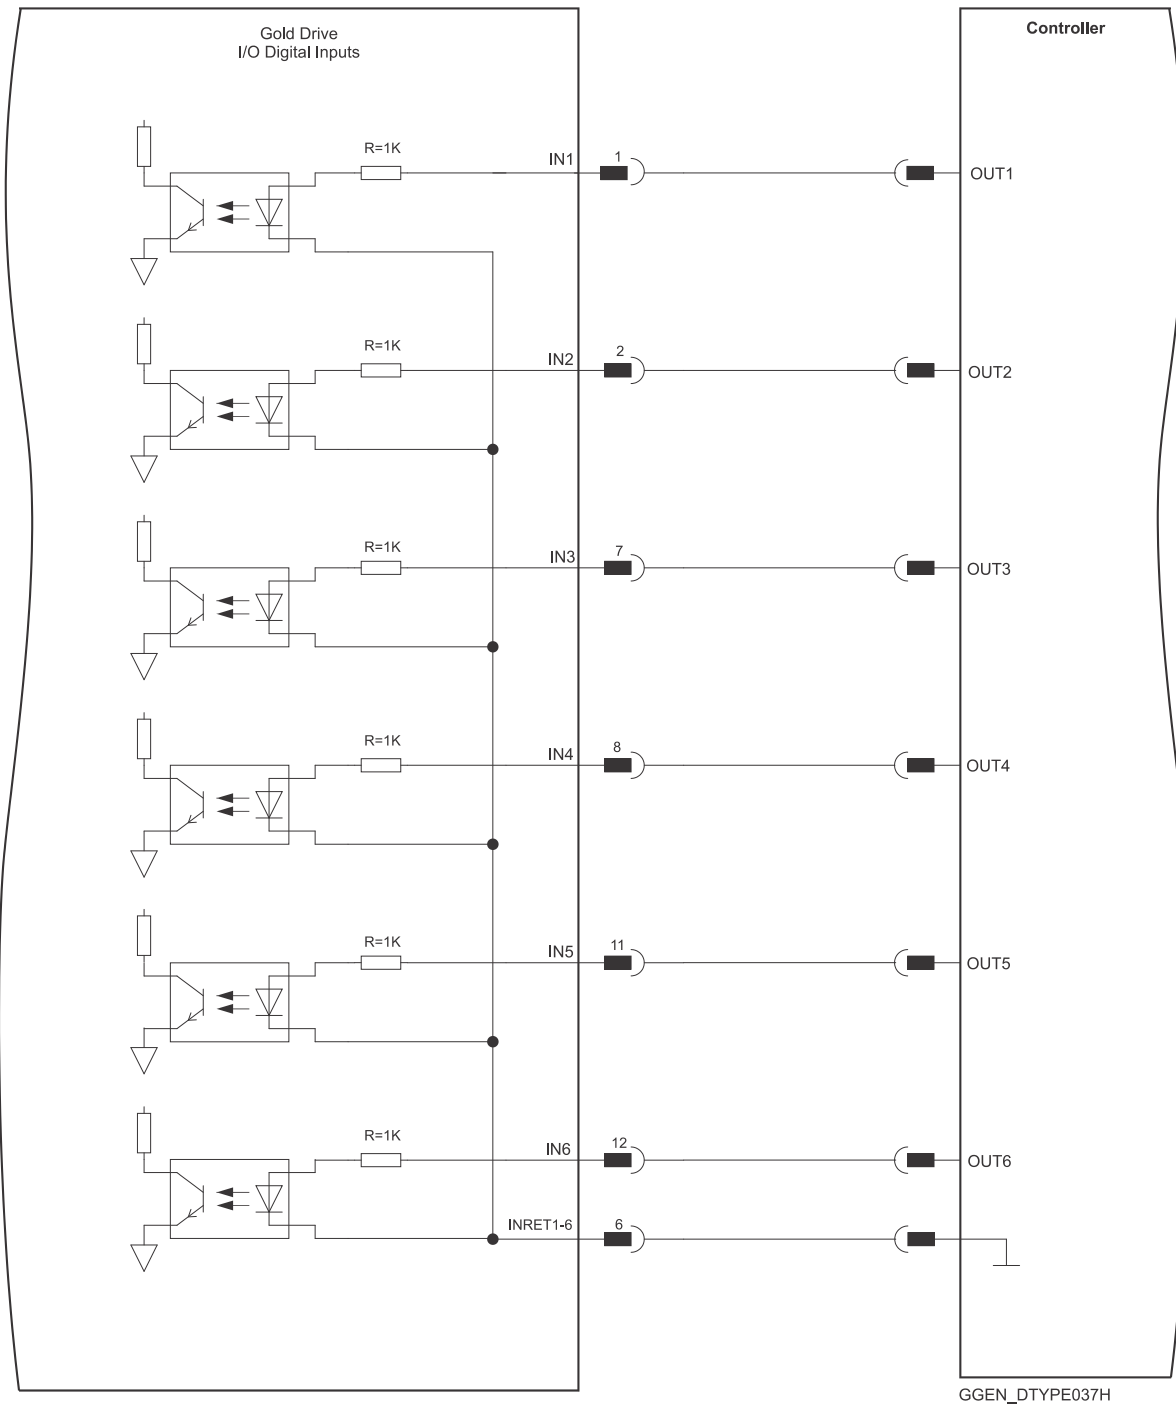 Gold Drive
I/O Digital Inputs
Controller
R=1K
IN1
1
OUT1
R=1K
IN2
2
OUT2
R=1K
IN3
7
OUT3
R=1K
IN4
8
OUT4
R=1K
IN5
11
OUT5
R=1K
IN6
12
OUT6
INRET1-6
6
GGEN_DTYPE037H